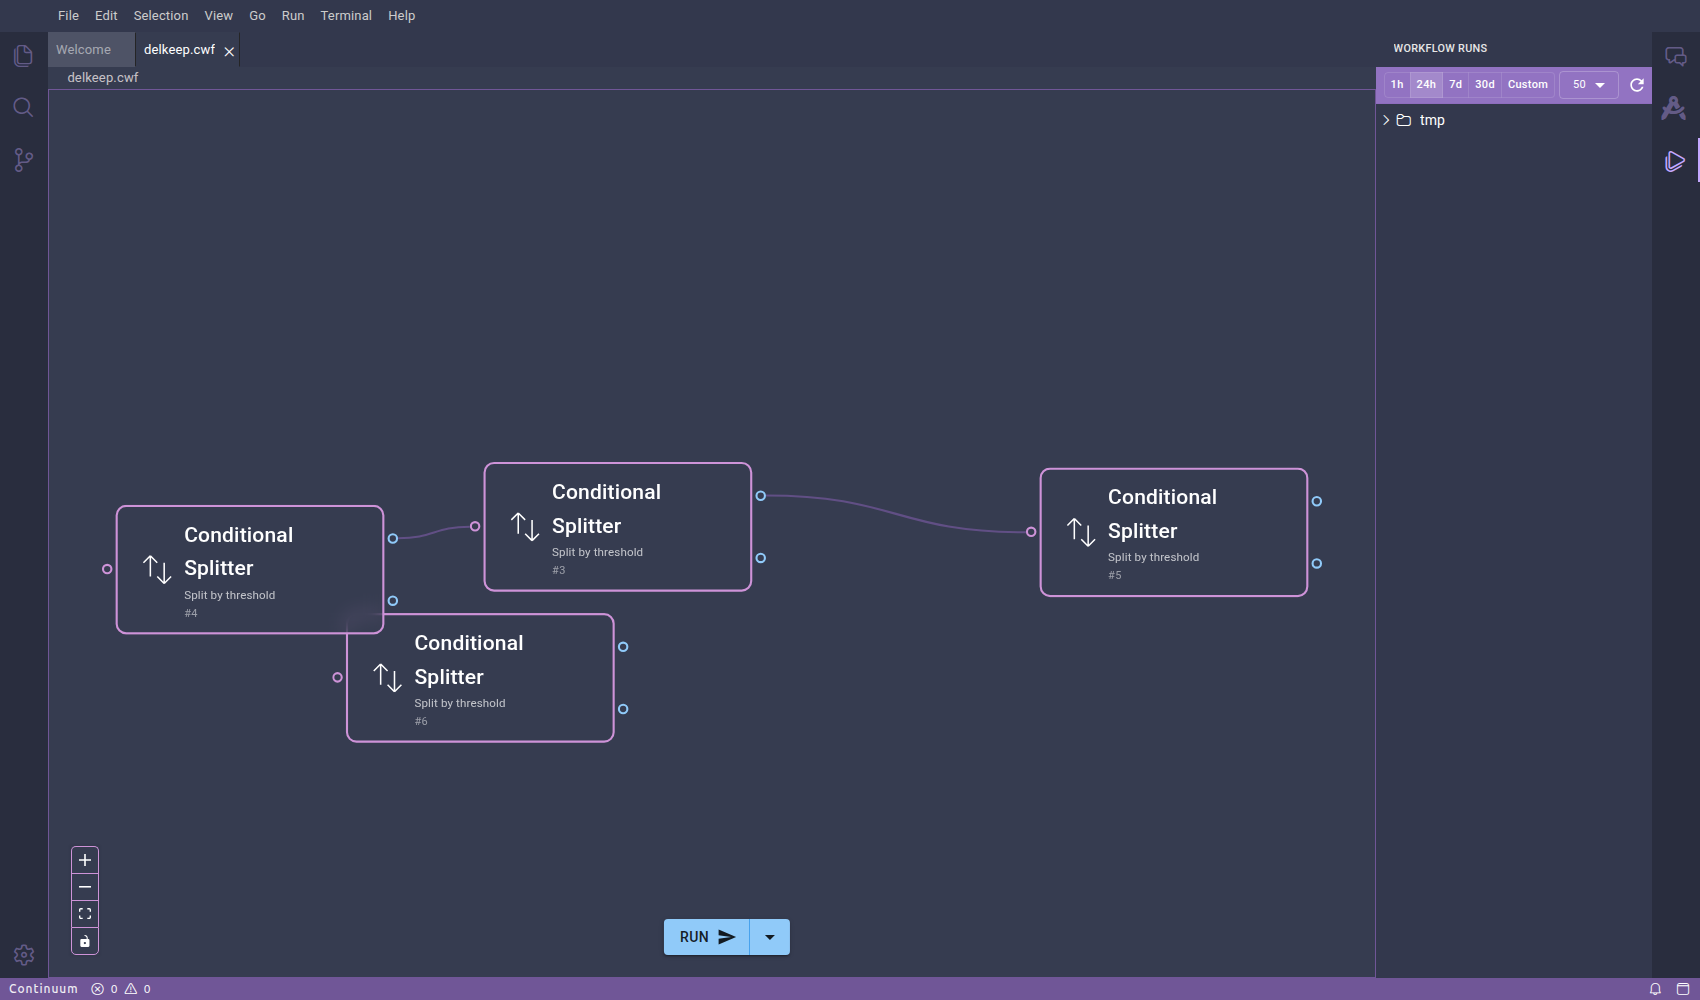 File Edit Selection View Go Run Terminal Help
Welcome delkeep.cwf
delkeep.cwf
WORKFLOW RUNS
1h 24h 7d 30d Custom 50
tmp
Conditional
Splitter
Split by threshold
#4
Conditional
Splitter
Split by threshold
#3
Conditional
Splitter
Split by threshold
#5
Conditional
Splitter
Split by threshold
#6
RUN
Continuum 0 0